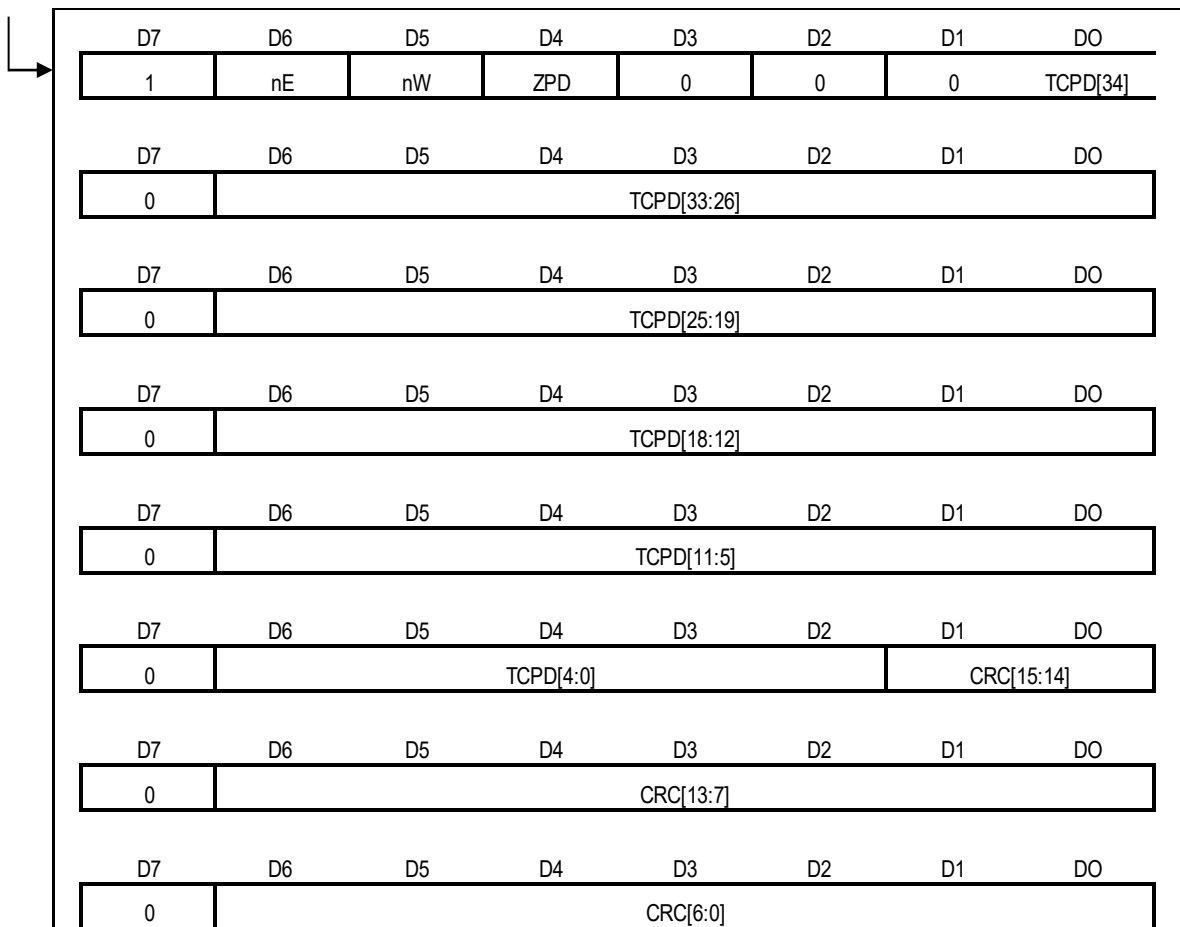 D7 D6 D5 D4 D3 D2 D1 DO
1 nE nW ZPD 0 0 0 TCPD[34]
D7 D6 D5 D4 D3 D2 D1 DO
0 TCPD[33:26]
D7 D6 D5 D4 D3 D2 D1 DO
0 TCPD[25:19]
D7 D6 D5 D4 D3 D2 D1 DO
0 TCPD[18:12]
D7 D6 D5 D4 D3 D2 D1 DO
0 TCPD[11:5]
D7 D6 D5 D4 D3 D2 D1 DO
0 TCPD[4:0] CRC[15:14]
D7 D6 D5 D4 D3 D2 D1 DO
0 CRC[13:7]
D7 D6 D5 D4 D3 D2 D1 DO
0 CRC[6:0]